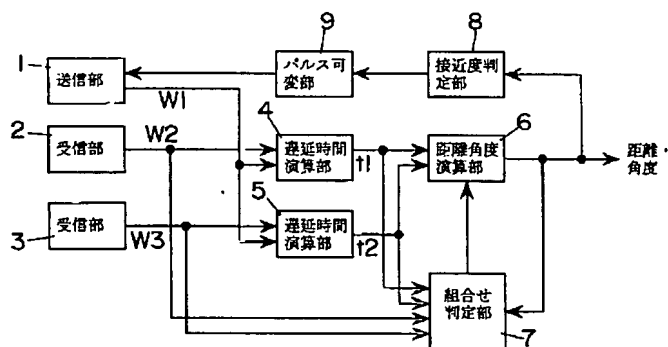 9
8
1
送信部
パルス可
変部
接近度判
定部
W1
2
受信部
W2
4
遅延時間
演算部
t1
6
距離角度
演算部
距離・
角度
3
受信部
W3
5
遅延時間
演算部
t2
組合せ
判定部
7